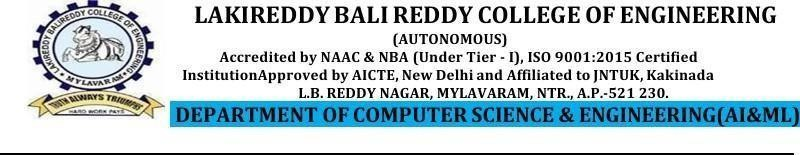 LAKIREDDY BALI REDDY COLLEGE OF ENGINEERING
(AUTONOMOUS)
Accredited by NAAC & NBA (Under Tier - I), ISO 9001:2015 Certified
InstitutionApproved by AICTE, New Delhi and Affiliated to JNTUK, Kakinada
L.B. REDDY NAGAR, MYLAVARAM, NTR., A.P.-521 230.
DEPARTMENT OF COMPUTER SCIENCE & ENGINEERING(AI&ML)
LAKIREDDY BALIREDDY COLLEGE OF ENGINEERING
MYLAVARAM
TRUTH ALWAYS TRIUMPHS
HARD WORK PAYS